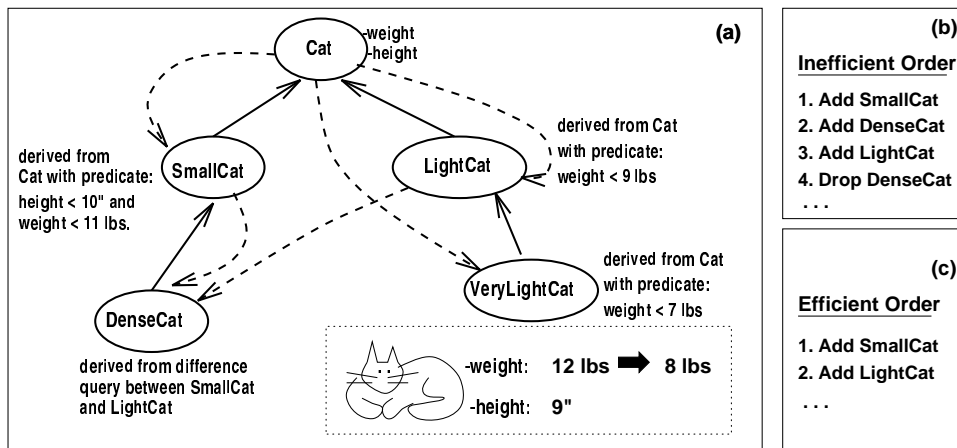 (a)
Cat
-weight
-height
derived from
Cat with predicate:
height < 10" and
weight < 11 lbs.
SmallCat
LightCat
derived from Cat
with predicate:
weight < 9 lbs
DenseCat
derived from difference
query between SmallCat
and LightCat
VeryLightCat
derived from Cat
with predicate:
weight < 7 lbs
-weight: 12 lbs 8 lbs
-height: 9"
(b)
Inefficient Order
1. Add SmallCat
2. Add DenseCat
3. Add LightCat
4. Drop DenseCat
. . .
(c)
Efficient Order
1. Add SmallCat
2. Add LightCat
. . .